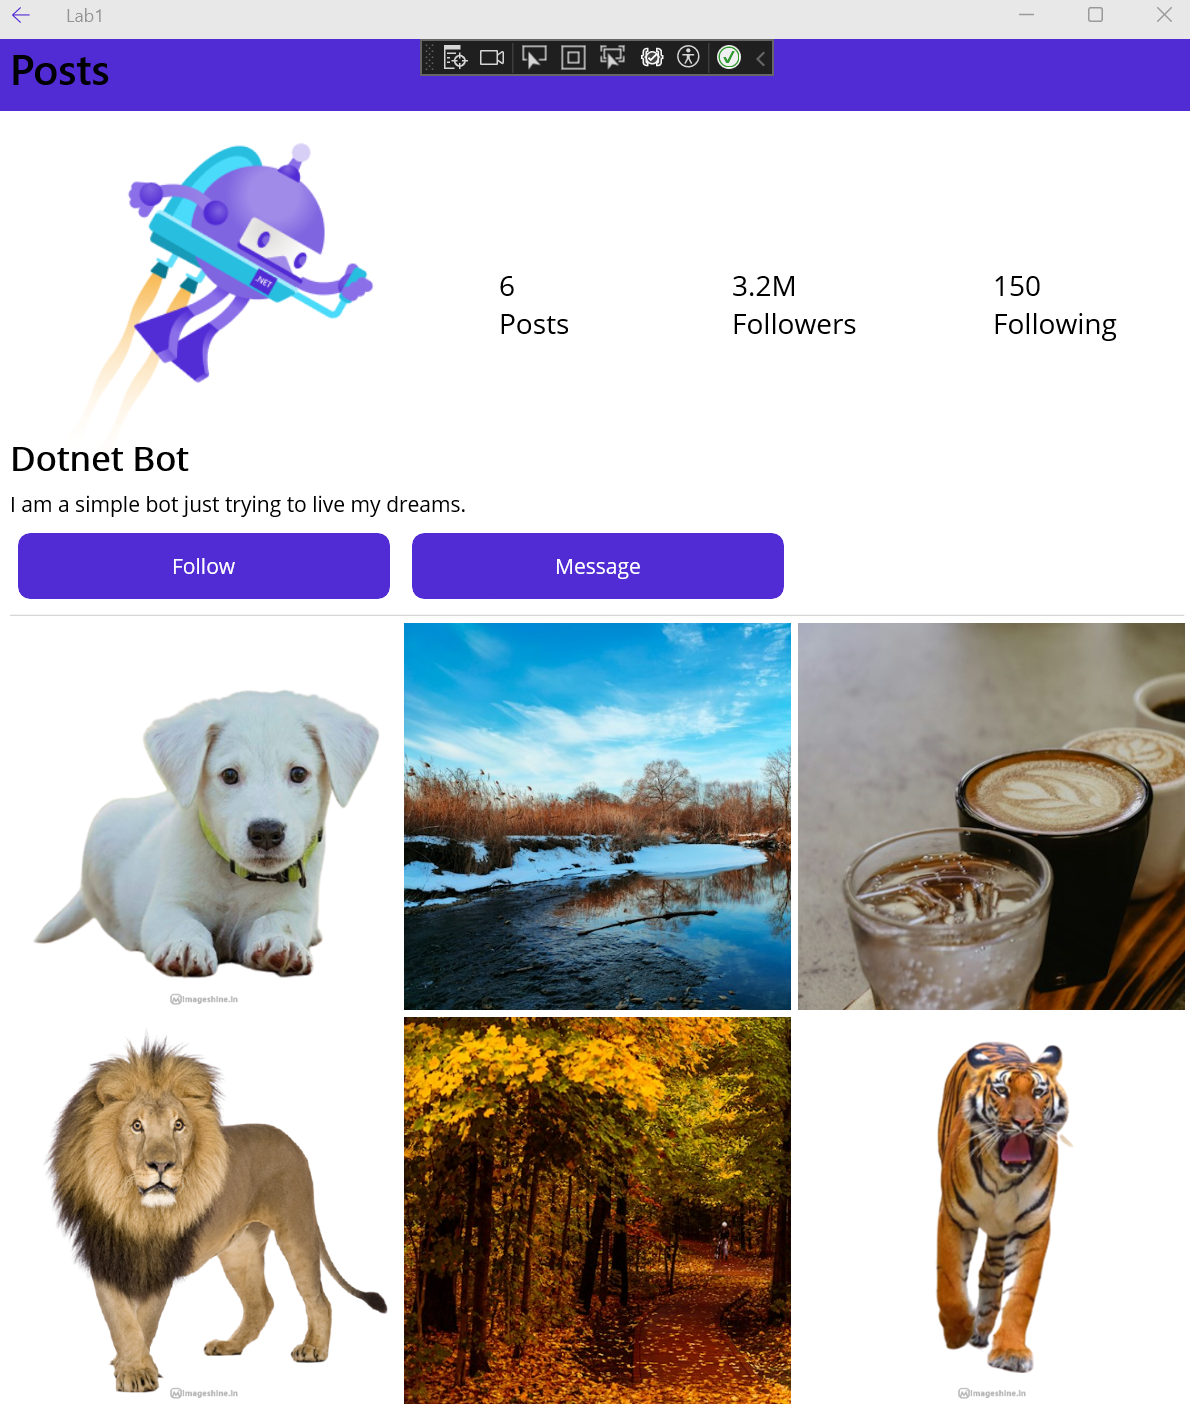 Lab1
Posts
.NET
6
Posts
3.2M
Followers
150
Following
Dotnet Bot
I am a simple bot just trying to live my dreams.
Follow
Message
imageshine.in
imageshine.in
imageshine.in